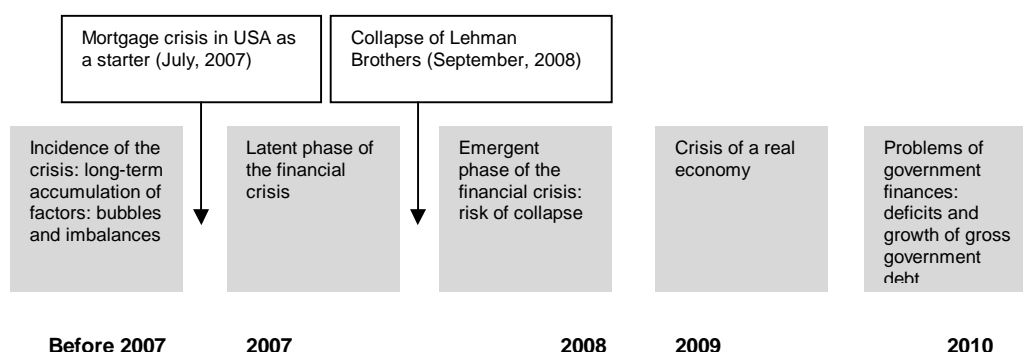 Mortgage crisis in USA as
a starter (July, 2007)
Collapse of Lehman
Brothers (September, 2008)
Incidence of the
crisis: long-term
accumulation of
factors: bubbles
and imbalances
Latent phase of
the financial
crisis
Emergent
phase of the
financial crisis:
risk of collapse
Crisis of a real
economy
Problems of
government
finances:
deficits and
growth of gross
government
debt
Before 2007
2007
2008
2009
2010